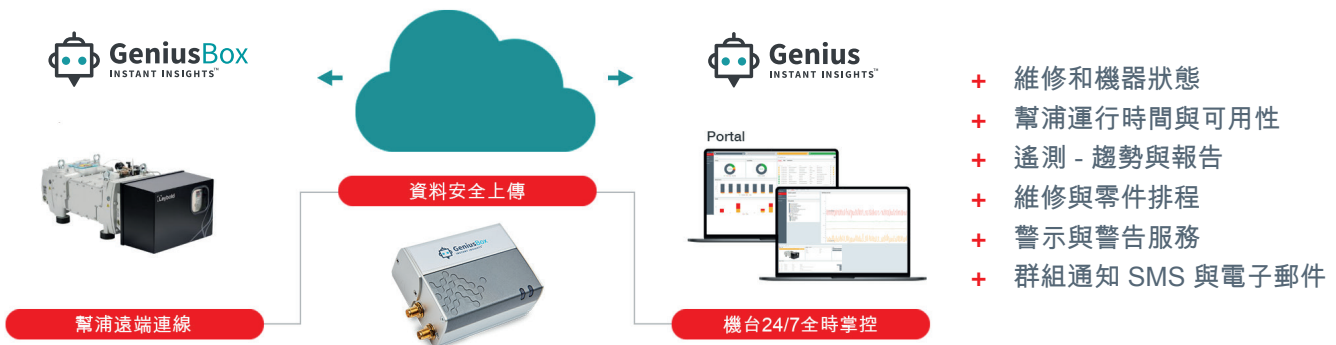 GeniusBox
INSTANT INSIGHTS™
Genius
INSTANT INSIGHTS™
Portal
資料安全上傳
Leybold
GeniusBox
INSTANT INSIGHTS
幫浦遠端連線
機台24/7全時掌控
+ 維修和機器狀態
+ 幫浦運行時間與可用性
+ 遙測 - 趨勢與報告
+ 維修與零件排程
+ 警示與警告服務
+ 群組通知 SMS 與電子郵件